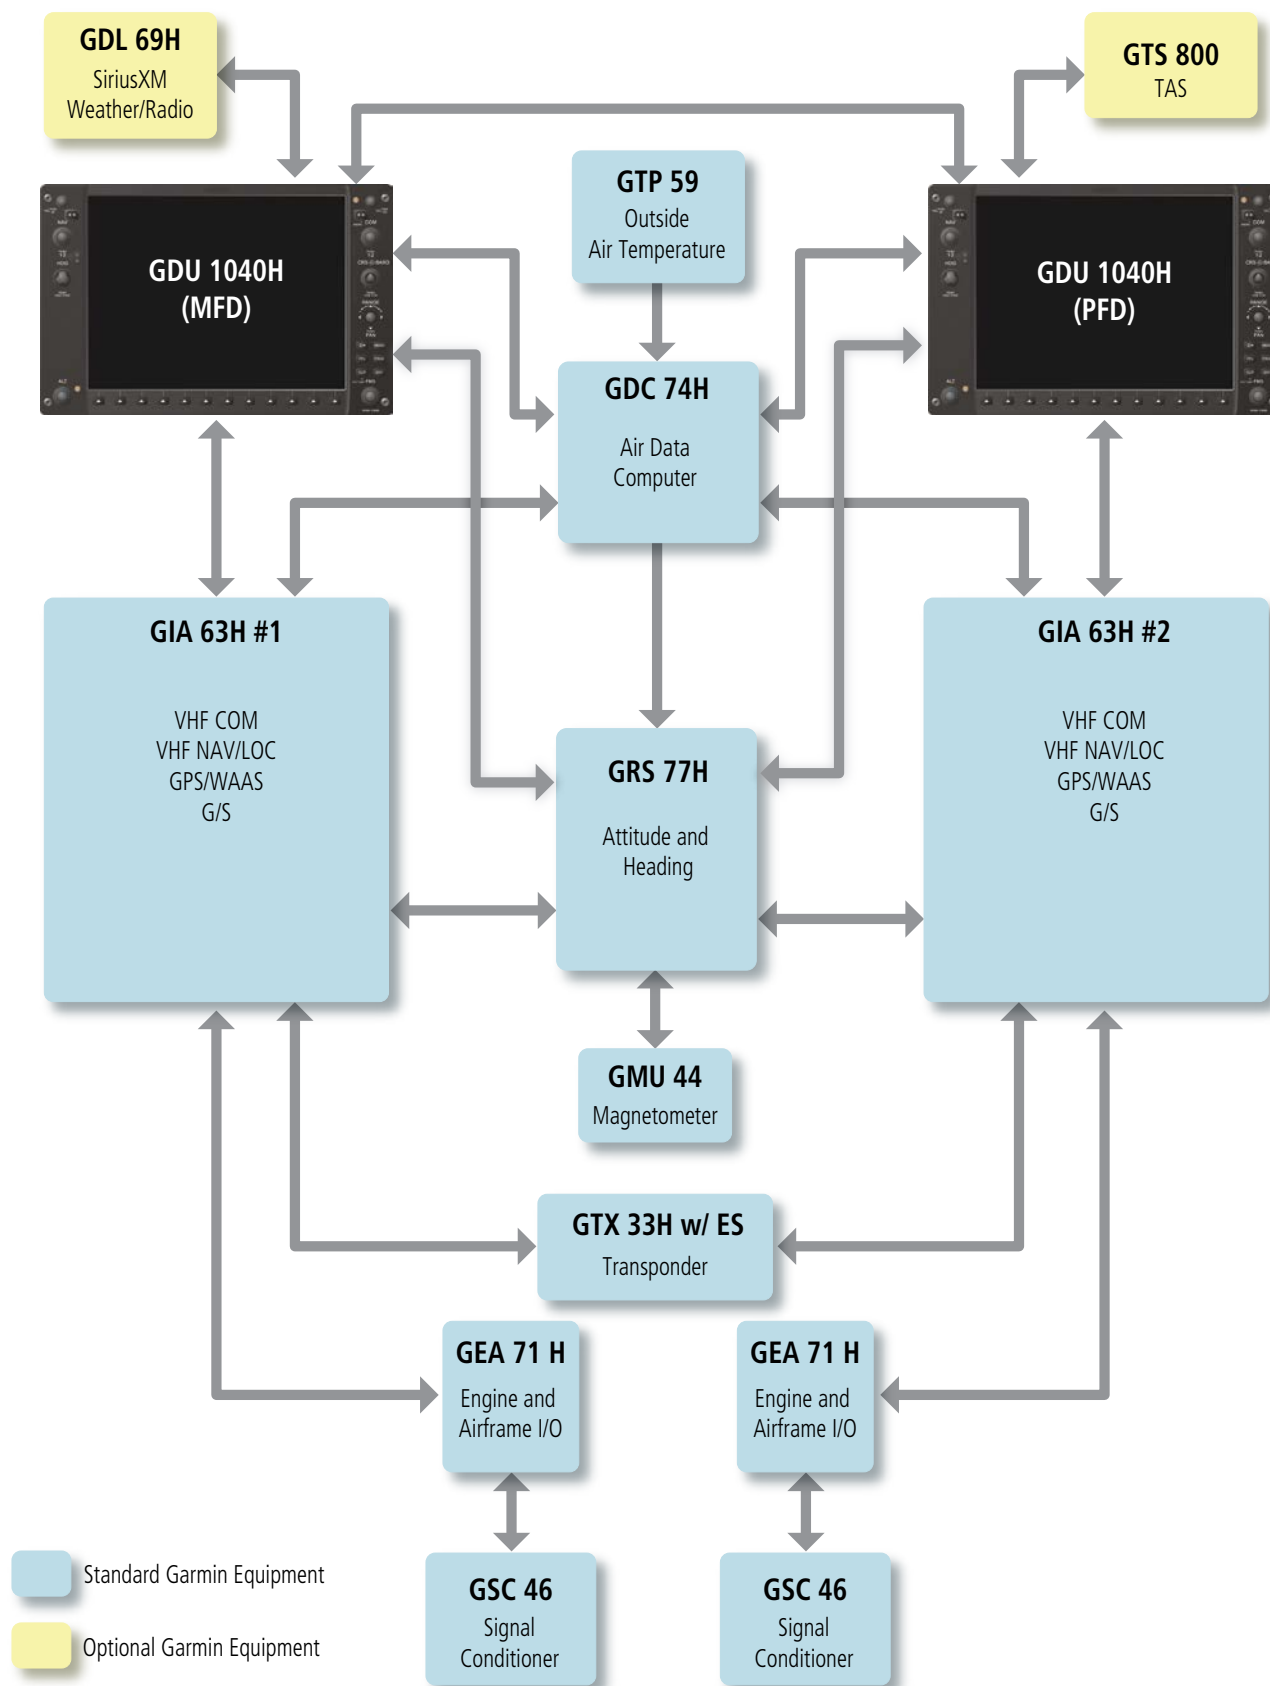 GDL 69H
SiriusXM
Weather/Radio
GTS 800
TAS
GTP 59
Outside
Air Temperature
GDU 1040H
(MFD)
GDU 1040H
(PFD)
GDC 74H
Air Data
Computer
GIA 63H #1
VHF COM
VHF NAV/LOC
GPS/WAAS
G/S
GIA 63H #2
VHF COM
VHF NAV/LOC
GPS/WAAS
G/S
GRS 77H
Attitude and
Heading
GMU 44
Magnetometer
GTX 33H w/ ES
Transponder
GEA 71 H
Engine and
Airframe I/O
GEA 71 H
Engine and
Airframe I/O
GSC 46
Signal
Conditioner
GSC 46
Signal
Conditioner
Standard Garmin Equipment
Optional Garmin Equipment